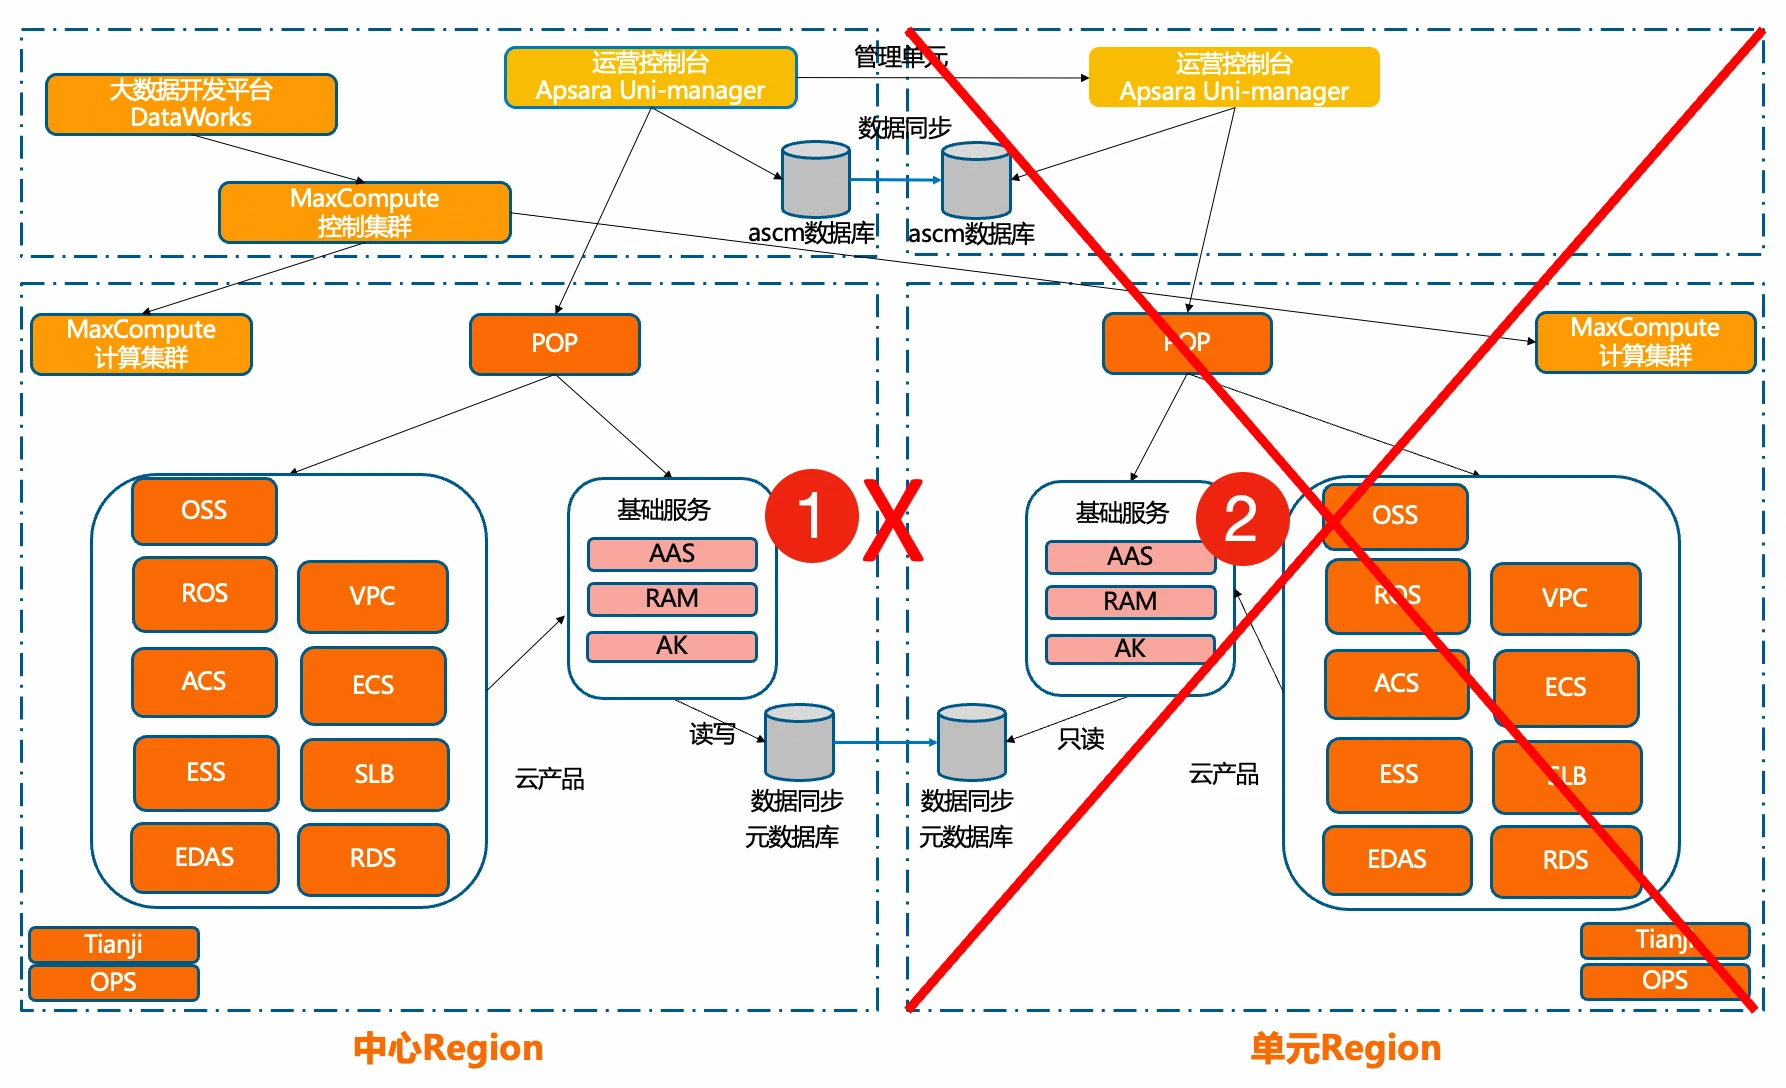 运营控制台
Apsara Uni-manager
管理单元
运营控制台
Apsara Uni-manager
大数据开发平台
DataWorks
数据同步
MaxCompute
控制集群
ascm数据库
ascm数据库
MaxCompute
计算集群
POP
POP
MaxCompute
计算集群
OSS
ROS
VPC
ACS
ECS
ESS
SLB
EDAS
RDS
基础服务
AAS
RAM
AK
1
X
基础服务
AAS
RAM
AK
2
OSS
ROS
VPC
ACS
ECS
ESS
SLB
EDAS
RDS
读写
只读
云产品
云产品
数据同步
元数据库
数据同步
元数据库
Tianji
OPS
Tianji
OPS
中心Region
单元Region